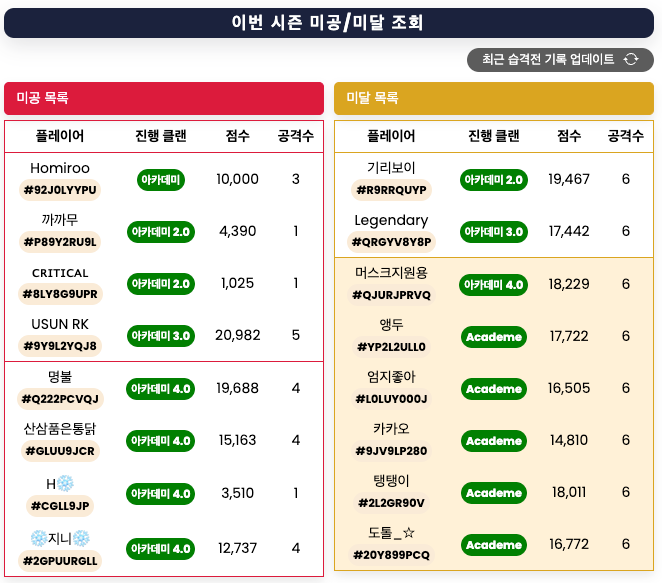 이번 시즌 미공/미달 조회
최근 습격전 기록 업데이트
미공 목록
플레이어 진행 클랜 점수 공격수
Homiroo
#92J0LYYPU 아카데미 10,000 3
까까무
#P89Y2RU9L 아카데미 2.0 4,390 1
ᴄʀɪᴛɪᴄᴀʟ
#8LY8G9UPR 아카데미 2.0 1,025 1
USUN RK
#9Y9L2YQJ8 아카데미 3.0 20,982 5
명불
#Q222PCVQJ 아카데미 4.0 19,688 4
산삼품은통닭
#GLUU9JCR 아카데미 4.0 15,163 4
H❄️
#CGLL9JP 아카데미 4.0 3,510 1
❄️지니❄️
#2GPUURGLL 아카데미 4.0 12,737 4
미달 목록
플레이어 진행 클랜 점수 공격수
기리보이
#R9RRQUYP 아카데미 2.0 19,467 6
Legendary
#QRGYV8Y8P 아카데미 3.0 17,442 6
머스크지원용
#QJURJPRVQ 아카데미 4.0 18,229 6
앵두
#YP2L2ULL0 Academe 17,722 6
엄지좋아
#L0LUY000J Academe 16,505 6
카카오
#9JV9LP280 Academe 14,810 6
탱탱이
#2L2GR90V Academe 18,011 6
도톨_☆
#20Y899PCQ Academe 16,772 6